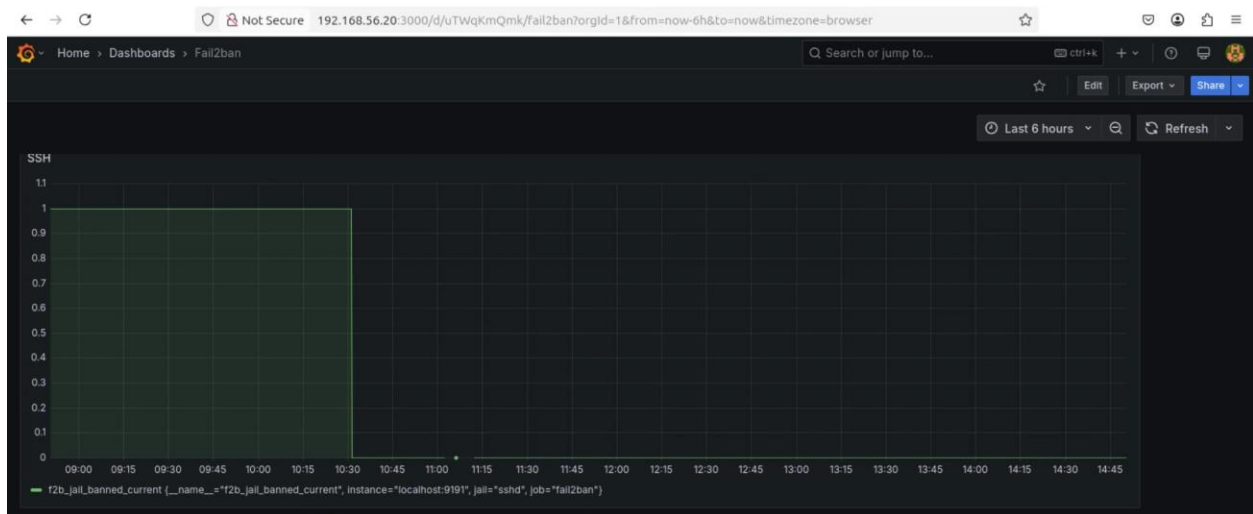 Not Secure 192.168.56.20:3000/d/uTWqKmQmk/fail2ban?orgId=1&from=now-6h&to=now&timezone=browser
Home › Dashboards › Fail2ban
Search or jump to...
ctrl+k
Edit
Export
Share
Last 6 hours
Refresh
SSH
1.1
1
0.9
0.8
0.7
0.6
0.5
0.4
0.3
0.2
0.1
0
09:00 09:15 09:30 09:45 10:00 10:15 10:30 10:45 11:00 11:15 11:30 11:45 12:00 12:15 12:30 12:45 13:00 13:15 13:30 13:45 14:00 14:15 14:30 14:45
f2b_jail_banned_current {__name__="f2b_jail_banned_current", instance="localhost:9191", jail="sshd", job="fail2ban"}